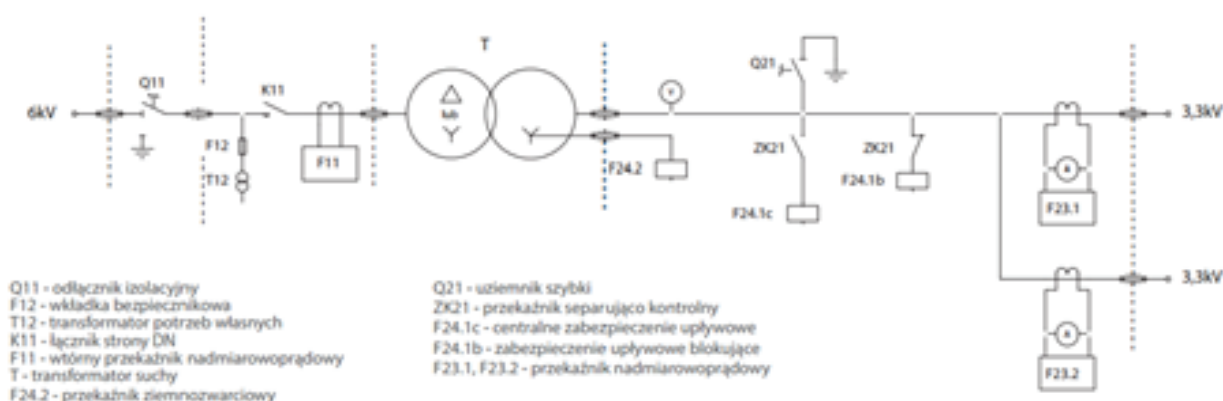 T
Q11
K11
Q21
V
6kV
3,3kV
lub
F12
F11
T12
F24.2
ZK21
ZK21
F24.1b
F24.1c
A
F23.1
3,3kV
A
F23.2
Q11 - odłącznik izolacyjny
F12 - wkładka bezpiecznikowa
T12 - transformator potrzeb własnych
K11 - łącznik strony DN
F11 - wtórny przekaźnik nadmiarowoprądowy
T - transformator suchy
F24.2 - przekaźnik ziemnozwarciowy
Q21 - uziemnik szybki
ZK21 - przekaźnik separująco kontrolny
F24.1c - centralne zabezpieczenie upływowe
F24.1b - zabezpieczenie upływowe blokujące
F23.1, F23.2 - przekaźnik nadmiarowoprądowy